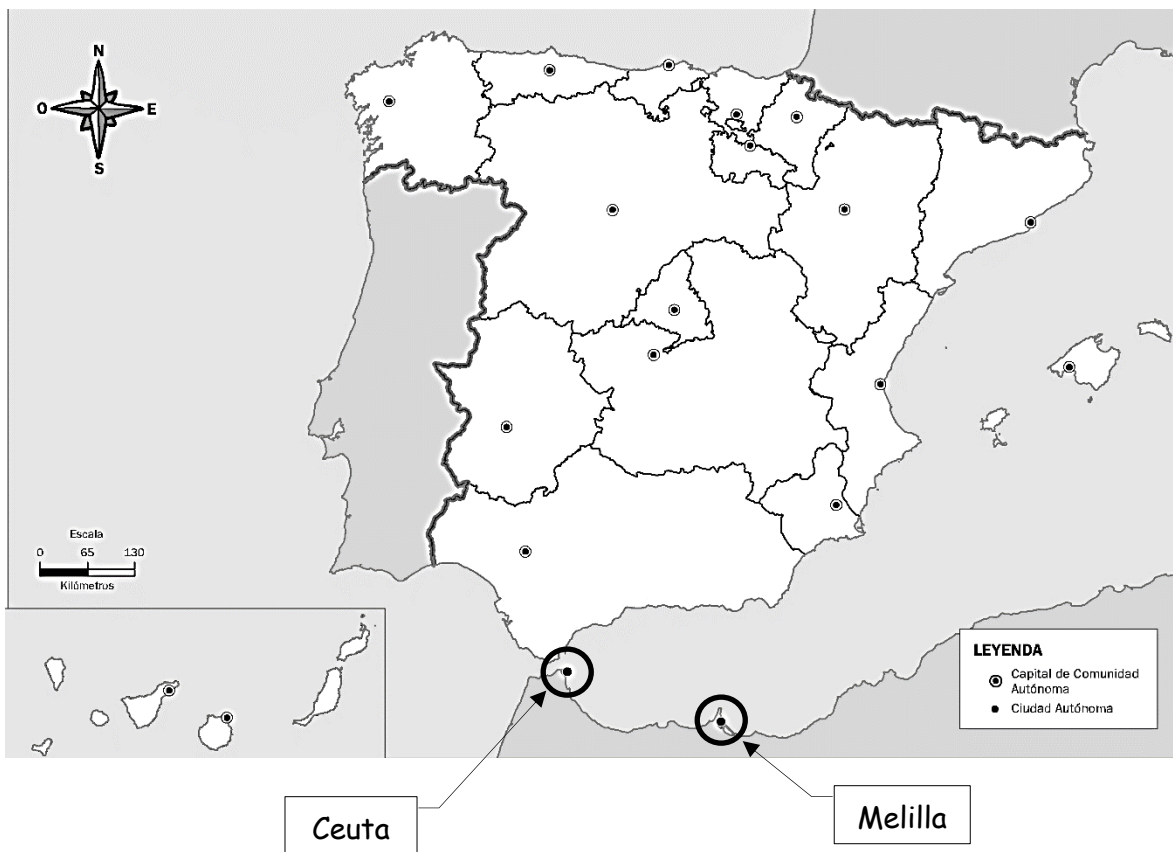 N
O
E
S
Escala
0 65 130
Kilómetros
LEYENDA
Capital de Comunidad
Autónoma
Ciudad Autónoma
Ceuta
Melilla